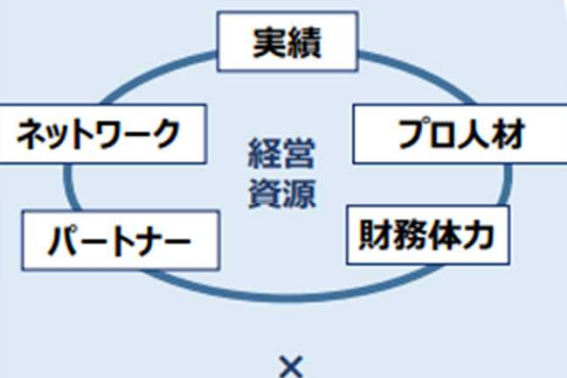 実績
ネットワーク
プロ人材
経営
資源
パートナー
財務体力
×